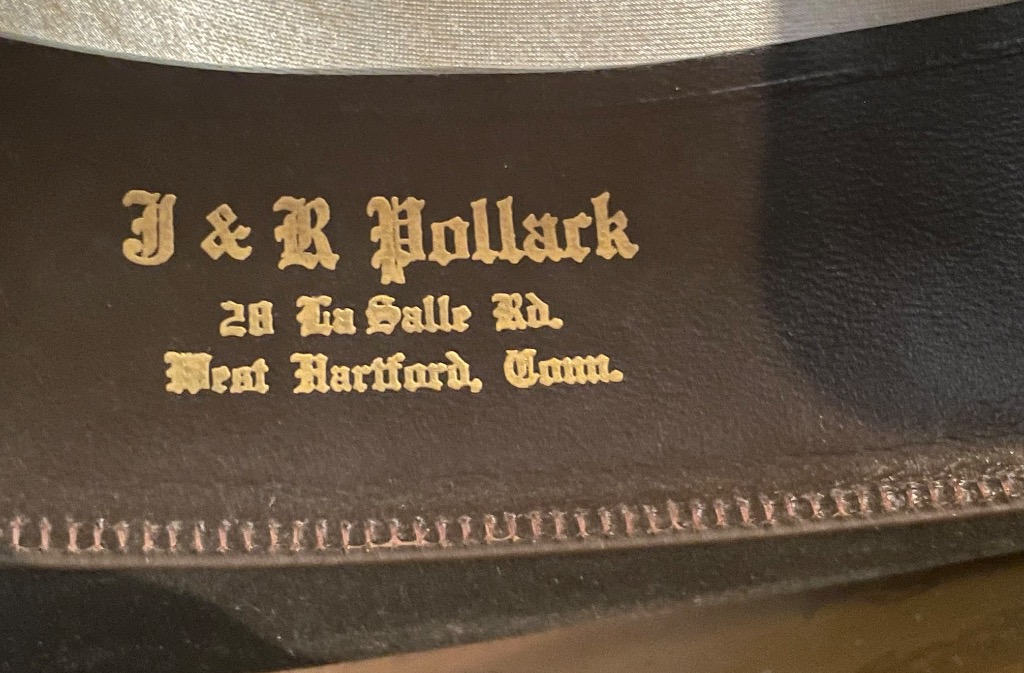 J & R Pollack
28 La Salle Rd.
West Hartford, Conn.